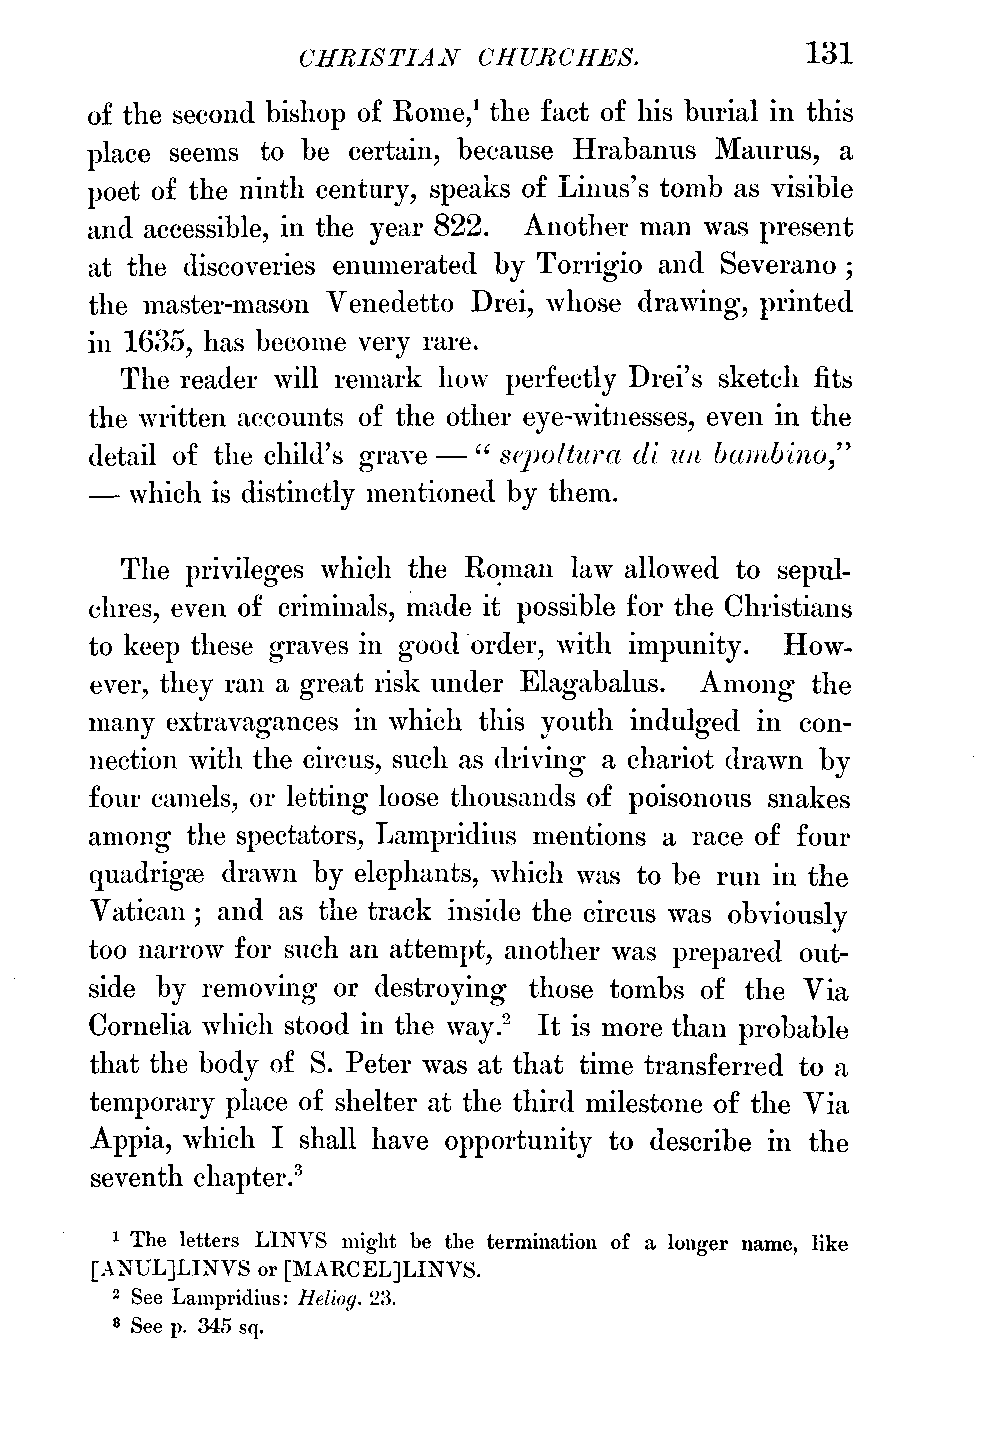 CHRISTIAN CHURCHES. 131
of the second bishop of Rome,¹ the fact of his burial in this
place seems to be certain, because Hrabanus Maurus, a
poet of the ninth century, speaks of Linus's tomb as visible
and accessible, in the year 822. Another man was present
at the discoveries enumerated by Torrigio and Severano ;
the master-mason Venedetto Drei, whose drawing, printed
in 1635, has become very rare.
The reader will remark how perfectly Drei's sketch fits
the written accounts of the other eye-witnesses, even in the
detail of the child's grave — “ sepoltura di un bambino,”
— which is distinctly mentioned by them.
The privileges which the Roman law allowed to sepul-
chres, even of criminals, made it possible for the Christians
to keep these graves in good order, with impunity. How-
ever, they ran a great risk under Elagabalus. Among the
many extravagances in which this youth indulged in con-
nection with the circus, such as driving a chariot drawn by
four camels, or letting loose thousands of poisonous snakes
among the spectators, Lampridius mentions a race of four
quadrigæ drawn by elephants, which was to be run in the
Vatican ; and as the track inside the circus was obviously
too narrow for such an attempt, another was prepared out-
side by removing or destroying those tombs of the Via
Cornelia which stood in the way.² It is more than probable
that the body of S. Peter was at that time transferred to a
temporary place of shelter at the third milestone of the Via
Appia, which I shall have opportunity to describe in the
seventh chapter.³
¹ The letters LINVS might be the termination of a longer name, like
[ANUL]LINVS or [MARCEL]LINVS.
² See Lampridius: Heliog. 23.
³ See p. 345 sq.